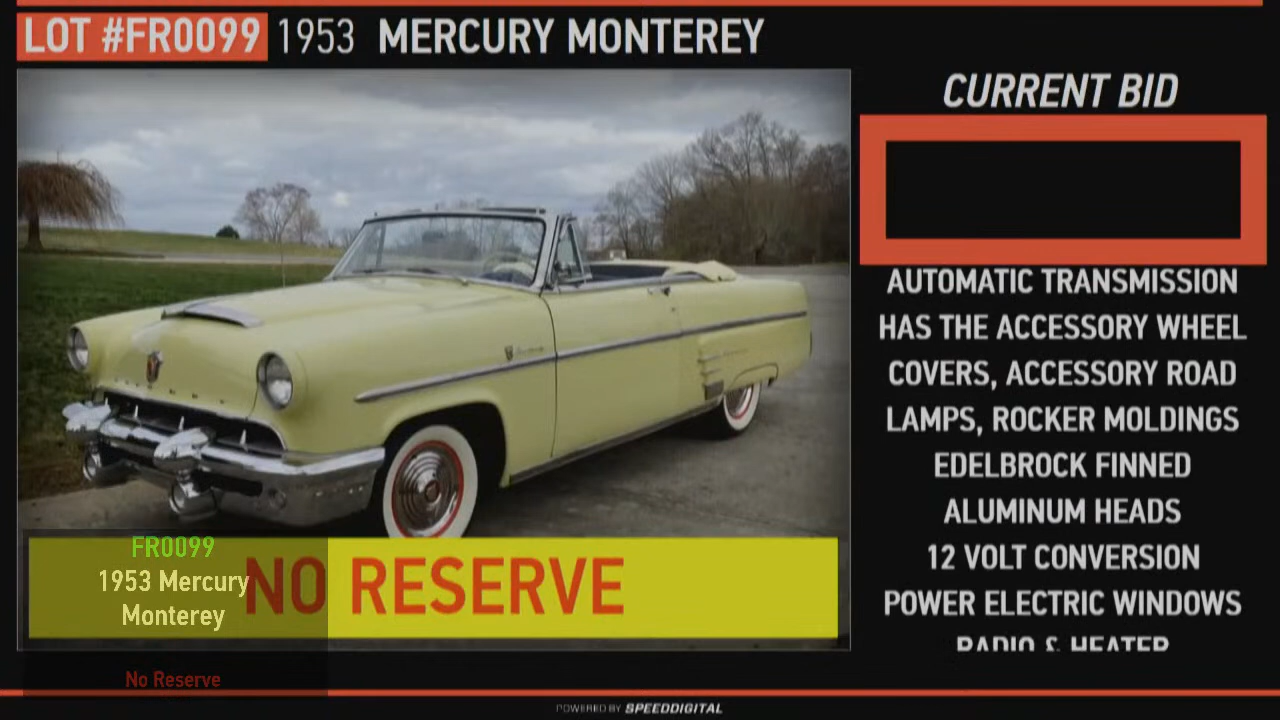 LOT #FR0099 1953 MERCURY MONTEREY
CURRENT BID
AUTOMATIC TRANSMISSION
HAS THE ACCESSORY WHEEL
COVERS, ACCESSORY ROAD
LAMPS, ROCKER MOLDINGS
EDELBROCK FINNED
ALUMINUM HEADS
12 VOLT CONVERSION
POWER ELECTRIC WINDOWS
RADIO & HEATER
NO RESERVE
FR0099
1953 Mercury
Monterey
No Reserve
POWERED BY SPEEDDIGITAL